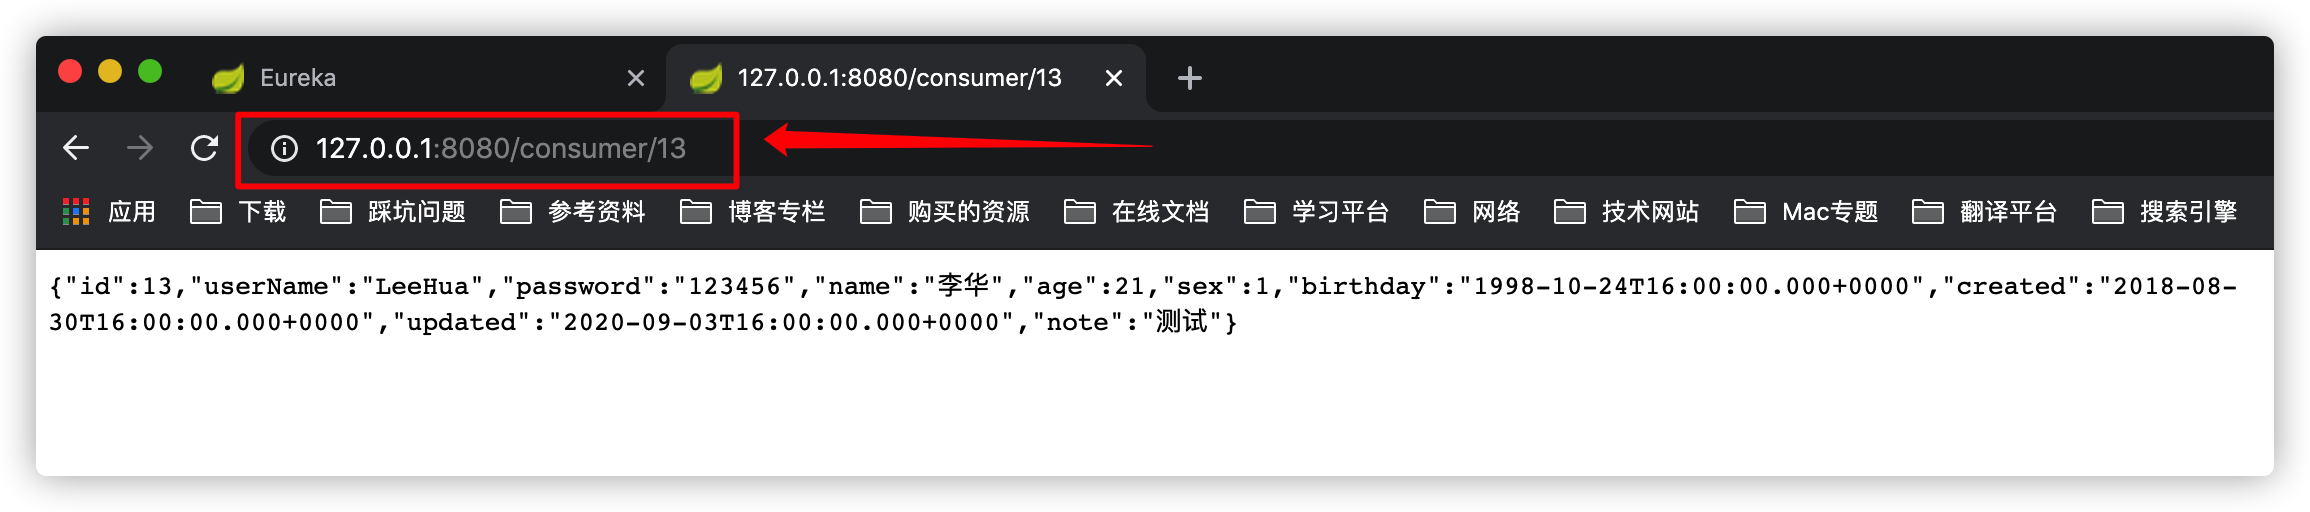 Eureka
127.0.0.1:8080/consumer/13
127.0.0.1:8080/consumer/13
应用 下载 踩坑问题 参考资料 博客专栏 购买的资源 在线文档 学习平台 网络 技术网站 Mac专题 翻译平台 搜索引擎
{"id":13,"userName":"LeeHua","password":"123456","name":"李华","age":21,"sex":1,"birthday":"1998-10-24T16:00:00.000+0000","created":"2018-08-
30T16:00:00.000+0000","updated":"2020-09-03T16:00:00.000+0000","note":"测试"}